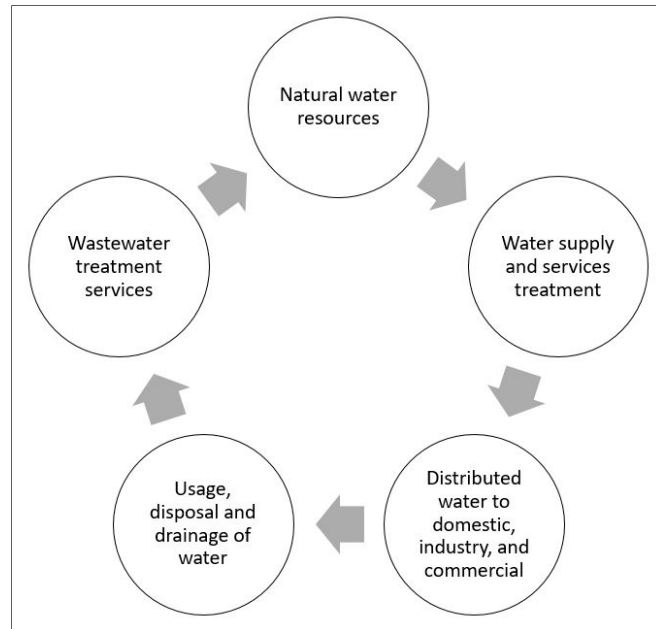 Natural water
resources
Water supply
and services
treatment
Distributed
water to
domestic,
industry, and
commercial
Usage,
disposal and
drainage of
water
Wastewater
treatment
services